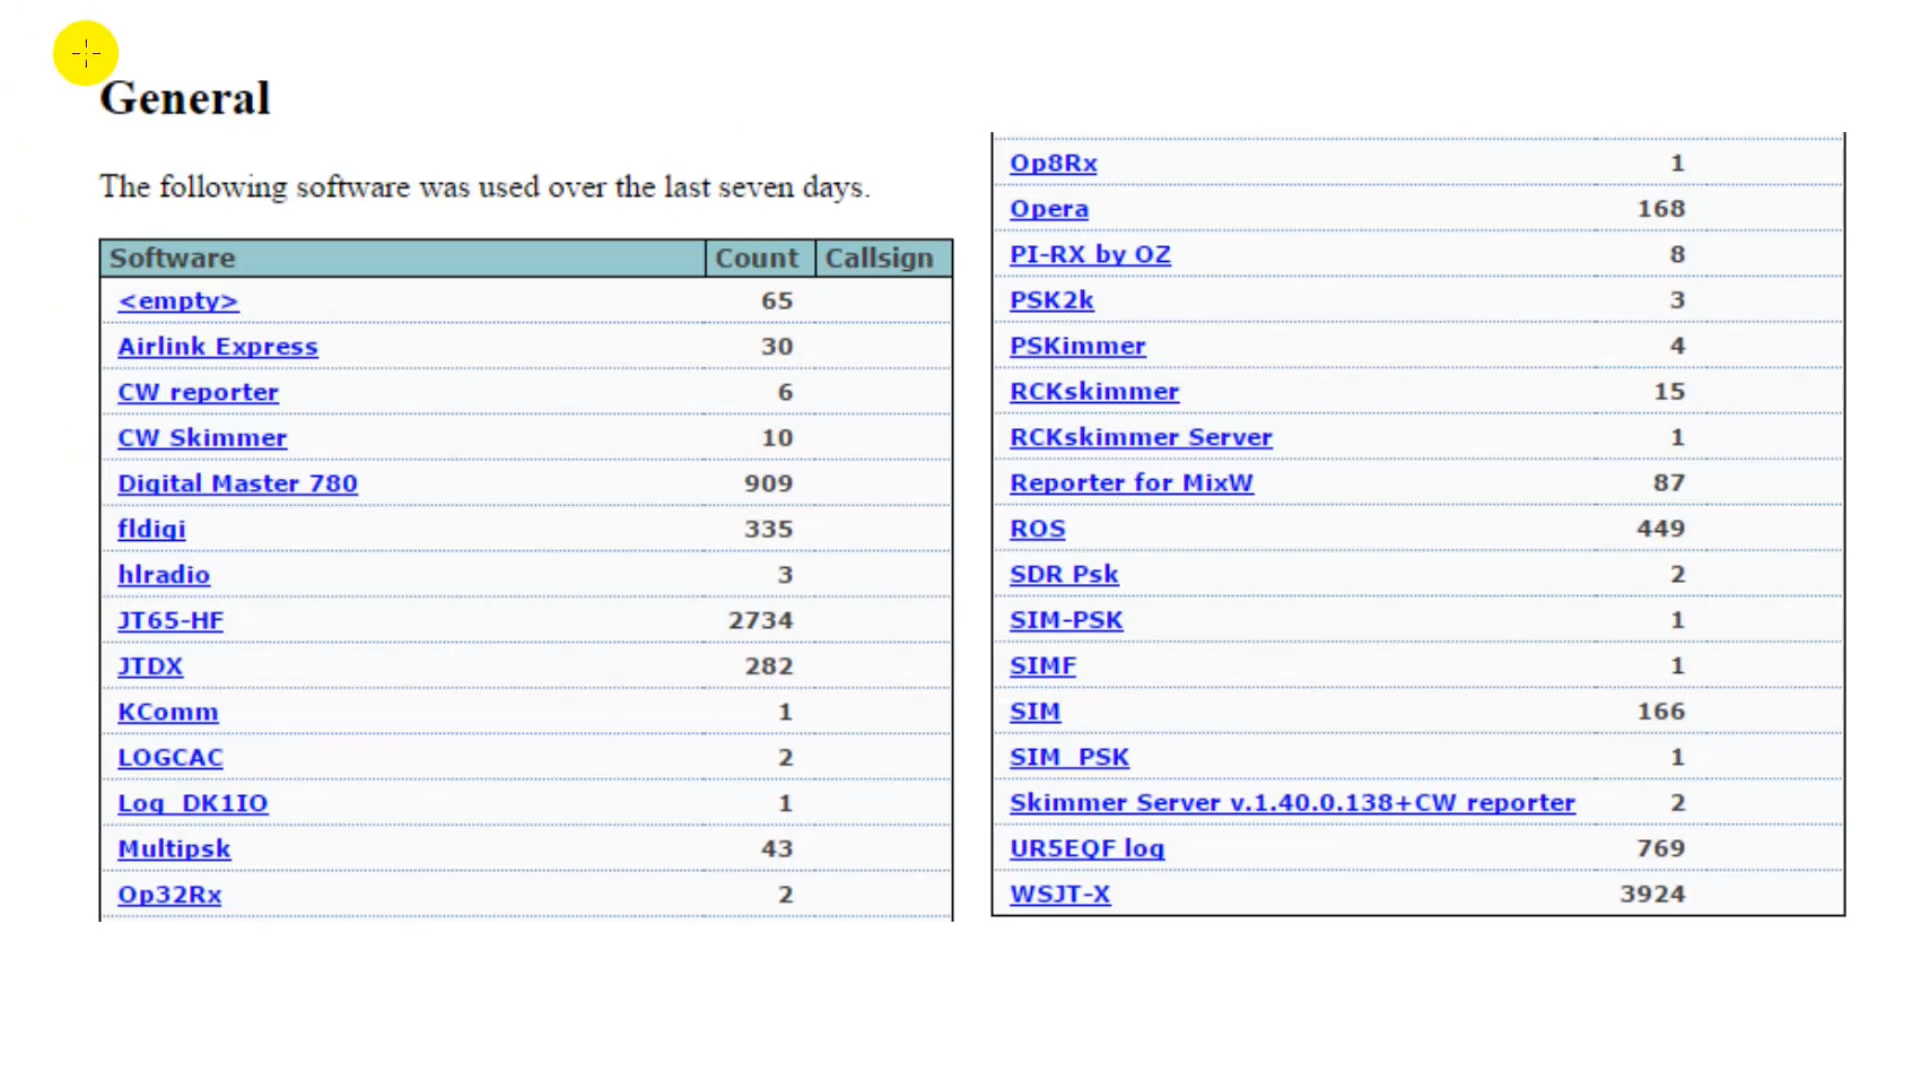 General
The following software was used over the last seven days.
Software Count Callsign
<empty> 65
Airlink Express 30
CW reporter 6
CW Skimmer 10
Digital Master 780 909
fldigi 335
hlradio 3
JT65-HF 2734
JTDX 282
KComm 1
LOGCAC 2
Log_DK1IO 1
Multipsk 43
Op32Rx 2
Op8Rx 1
Opera 168
PI-RX by OZ 8
PSK2k 3
PSKimmer 4
RCKskimmer 15
RCKskimmer Server 1
Reporter for MixW 87
ROS 449
SDR Psk 2
SIM-PSK 1
SIMF 1
SIM 166
SIM_PSK 1
Skimmer Server v.1.40.0.138+CW reporter 2
UR5EQF log 769
WSJT-X 3924